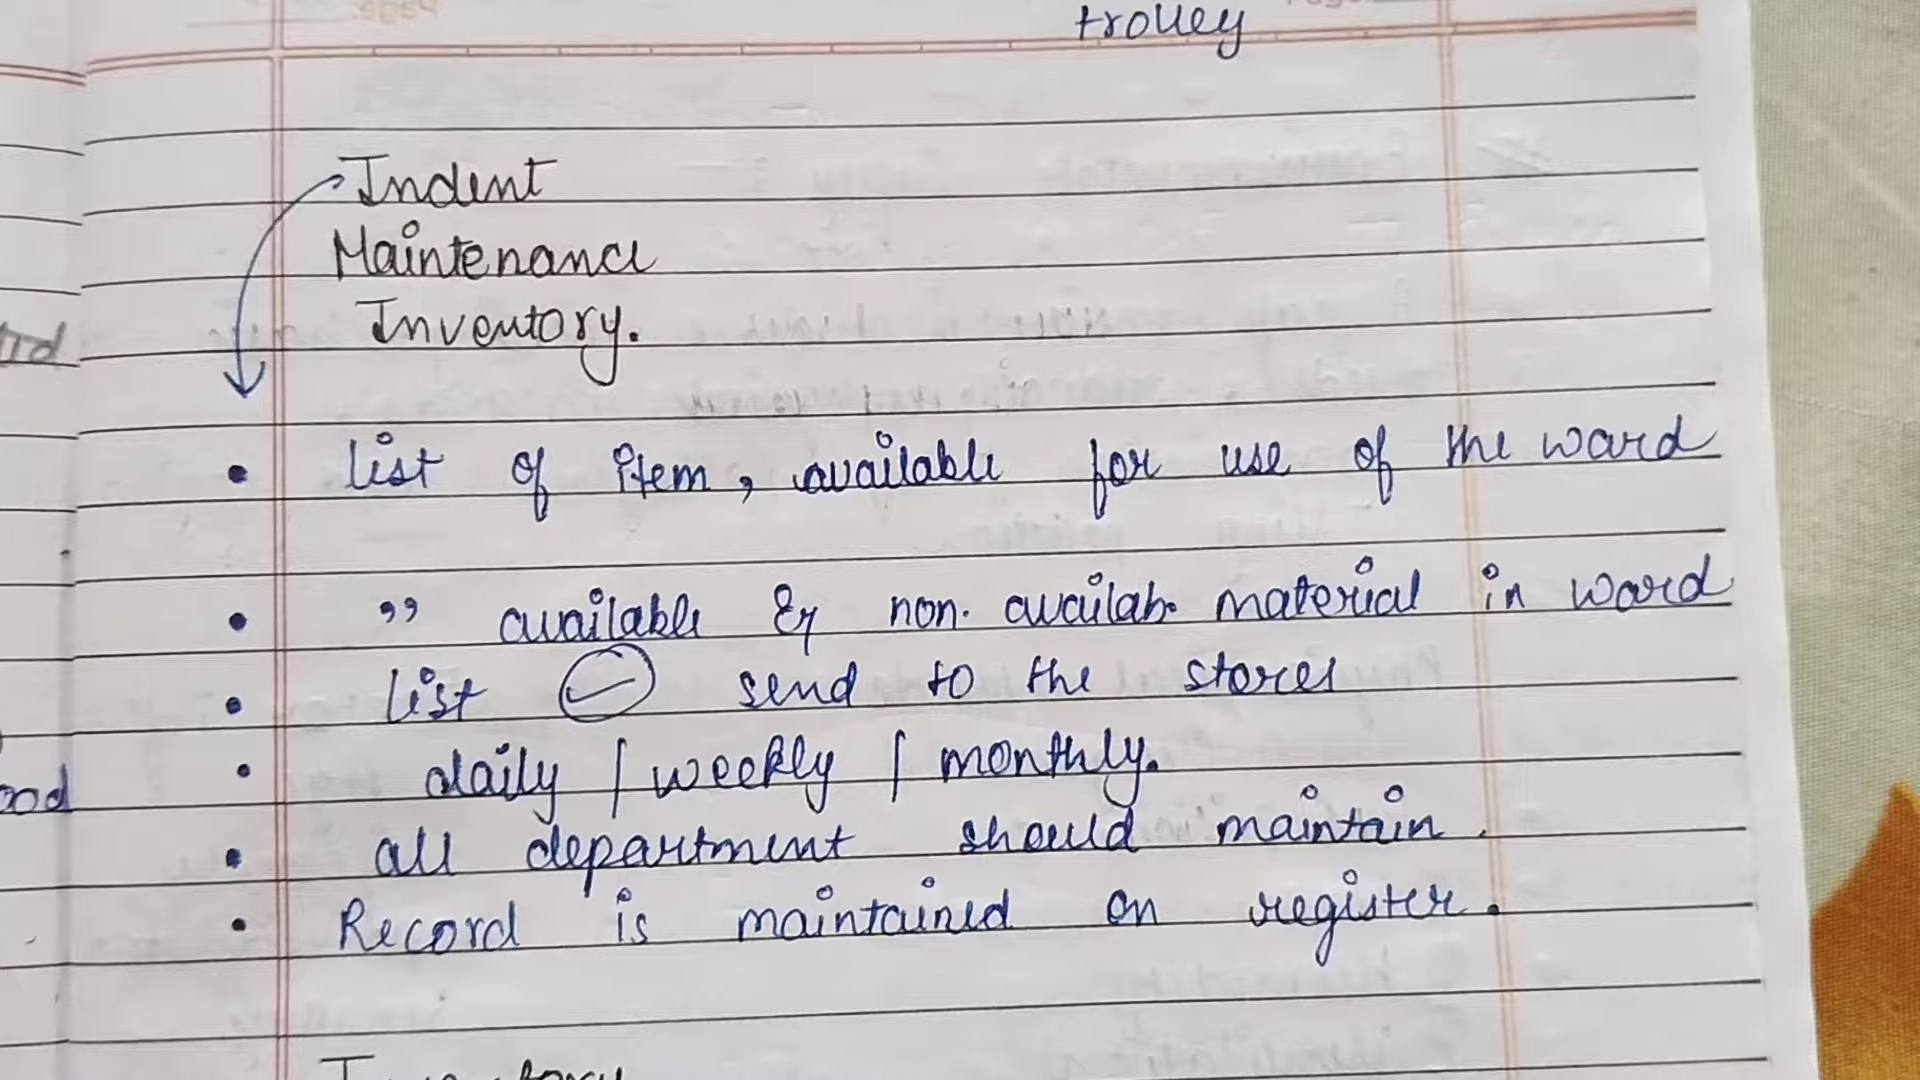 trolley
Indent
Maintenance
Inventory.
• list of item, available for use of the ward
• ” available & non. availab. material in ward
• list send to the stores
• daily / weekly / monthly.
• all department should maintain.
• Record is maintained on register.